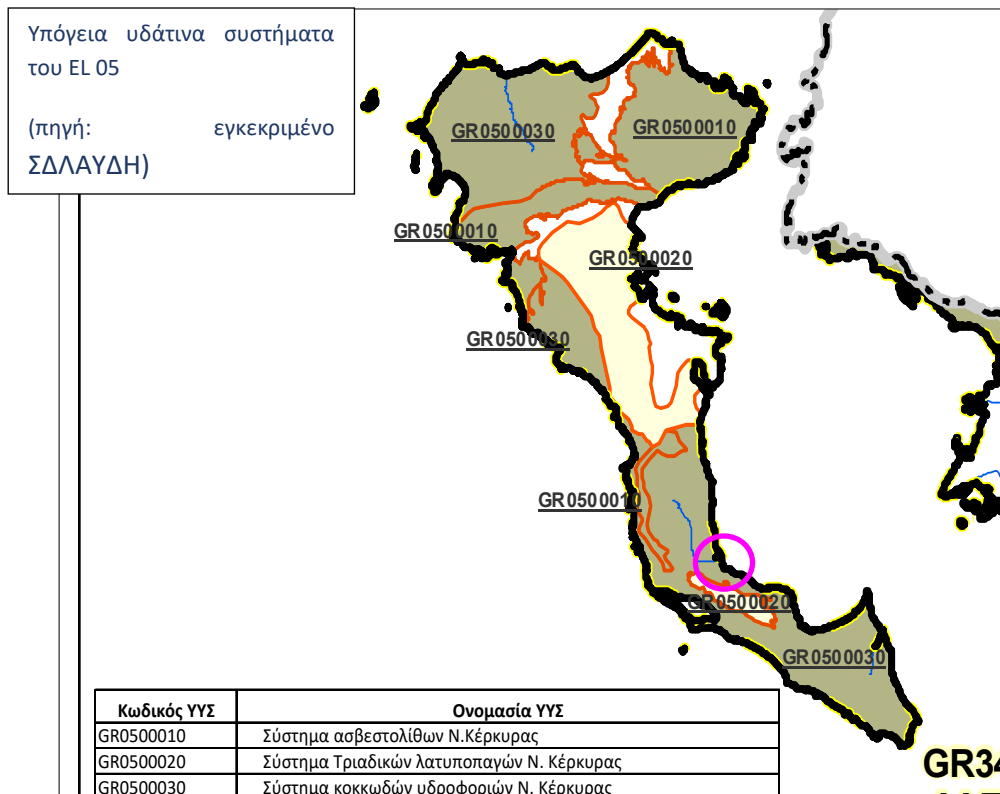 Υπόγεια υδάτινα συστήματα
του EL 05
(πηγή: εγκεκριμένο
ΣΔΛΑΥΔΗ)
GR0500030
GR0500010
GR0500010
GR0500020
GR0500030
GR0500010
GR0500020
GR0500030
Κωδικός ΥΥΣ Ονομασία ΥΥΣ
GR0500010 Σύστημα ασβεστολίθων Ν.Κέρκυρας
GR0500020 Σύστημα Τριαδικών λατυποπαγών Ν. Κέρκυρας
GR0500030 Σύστημα κοκκωδών υδροφοριών Ν. Κέρκυρας
GR34